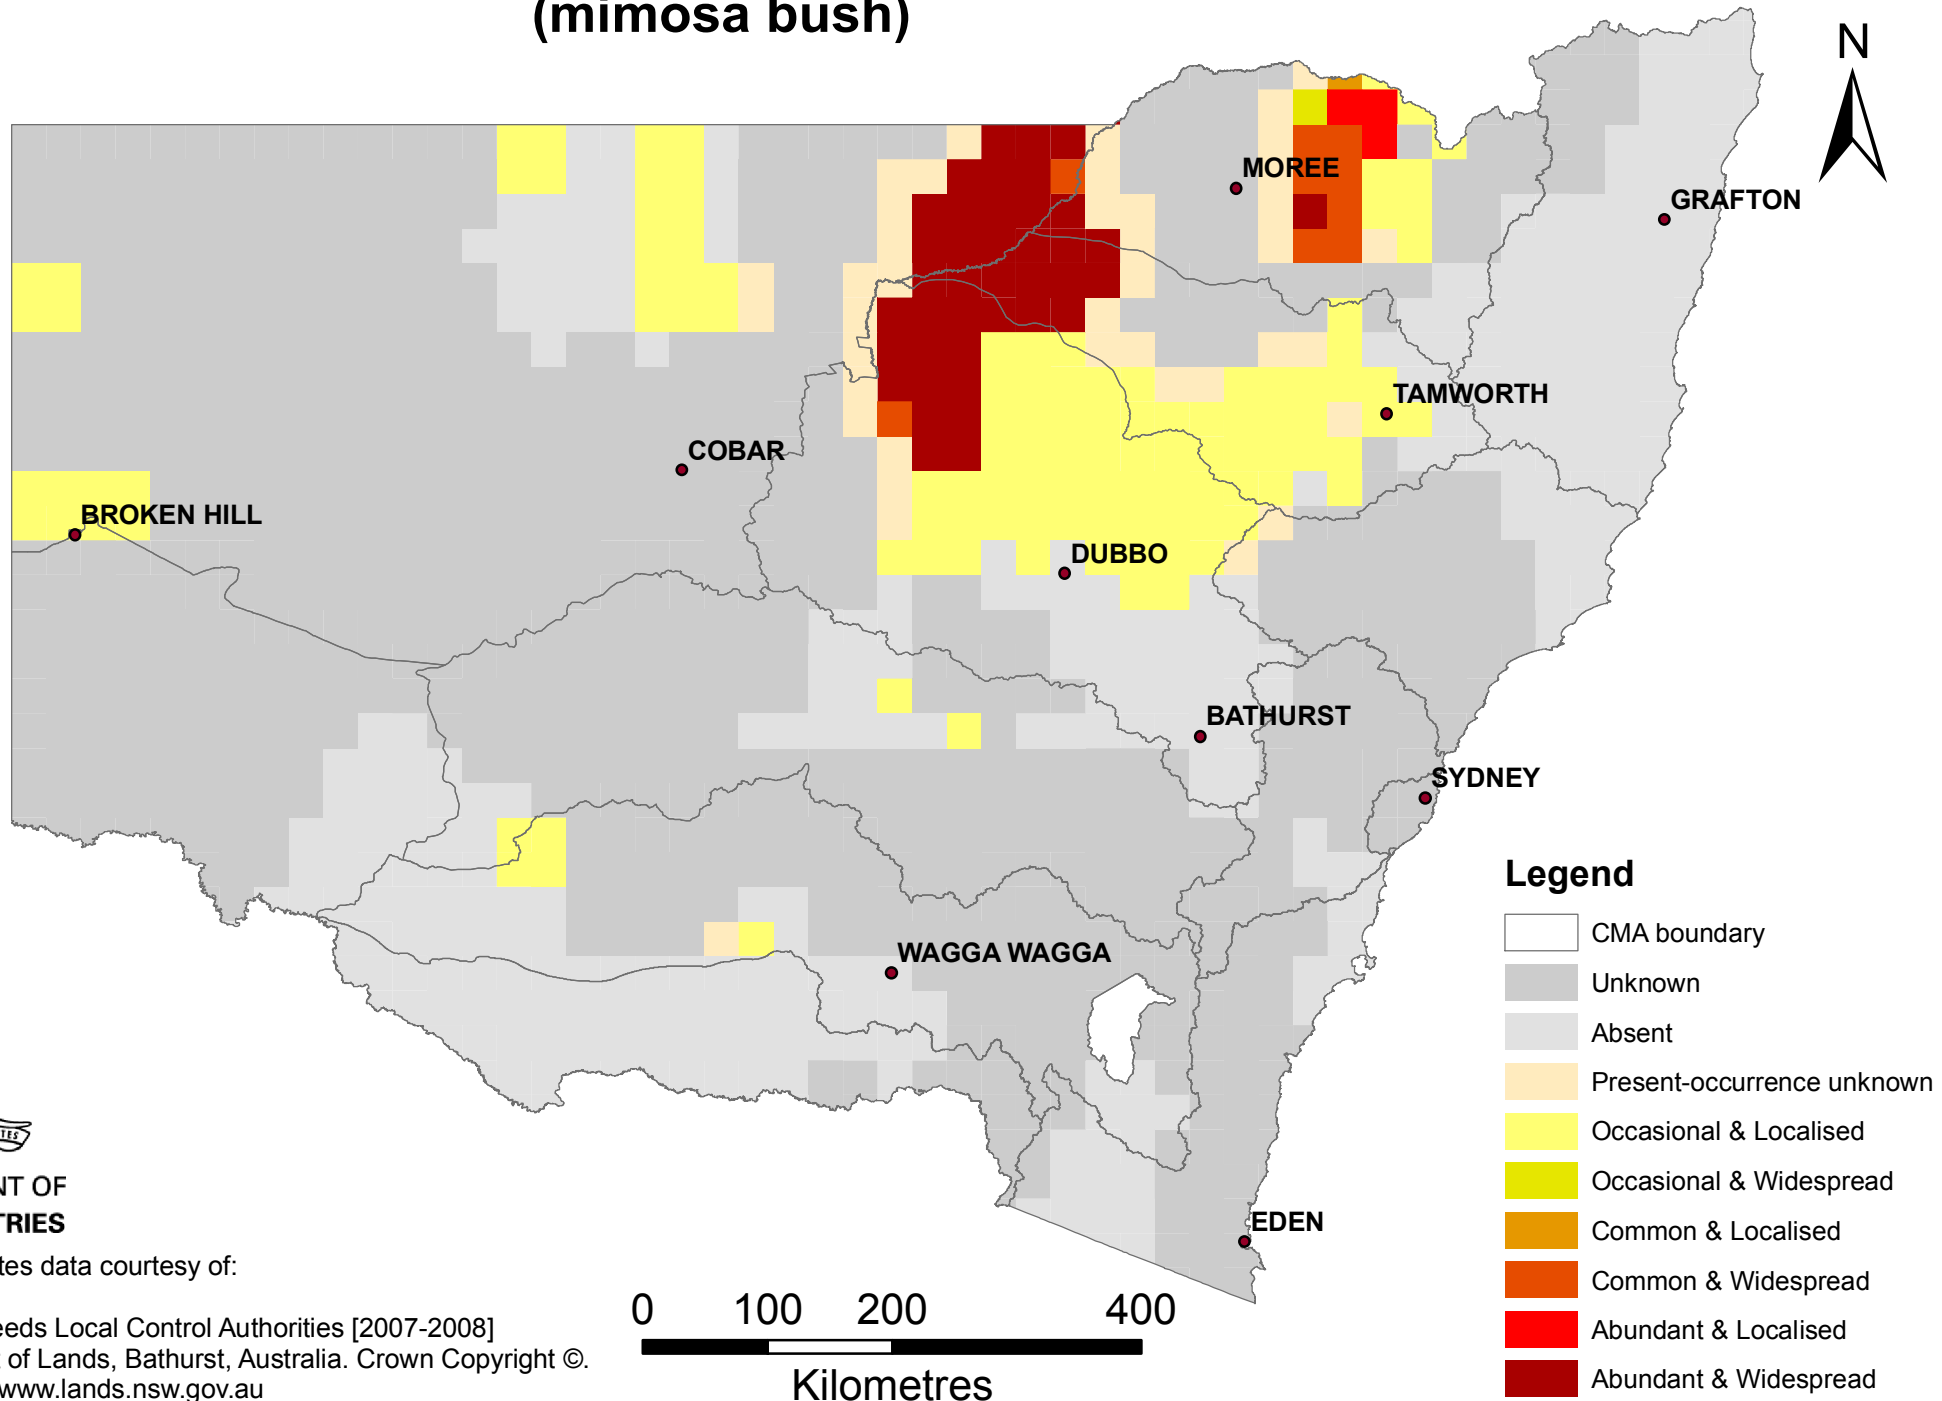 (mimosa bush)
N
MOREE
GRAFTON
TAMWORTH
COBAR
BROKEN HILL
DUBBO
BATHURST
SYDNEY
WAGGA WAGGA
EDEN
Legend
CMA boundary
Unknown
Absent
Present-occurrence unknown
Occasional & Localised
Occasional & Widespread
Common & Localised
Common & Widespread
Abundant & Localised
Abundant & Widespread
NT OF
TRIES
tes data courtesy of:
eeds Local Control Authorities [2007-2008]
t of Lands, Bathurst, Australia. Crown Copyright ©.
www.lands.nsw.gov.au
0 100 200 400
Kilometres